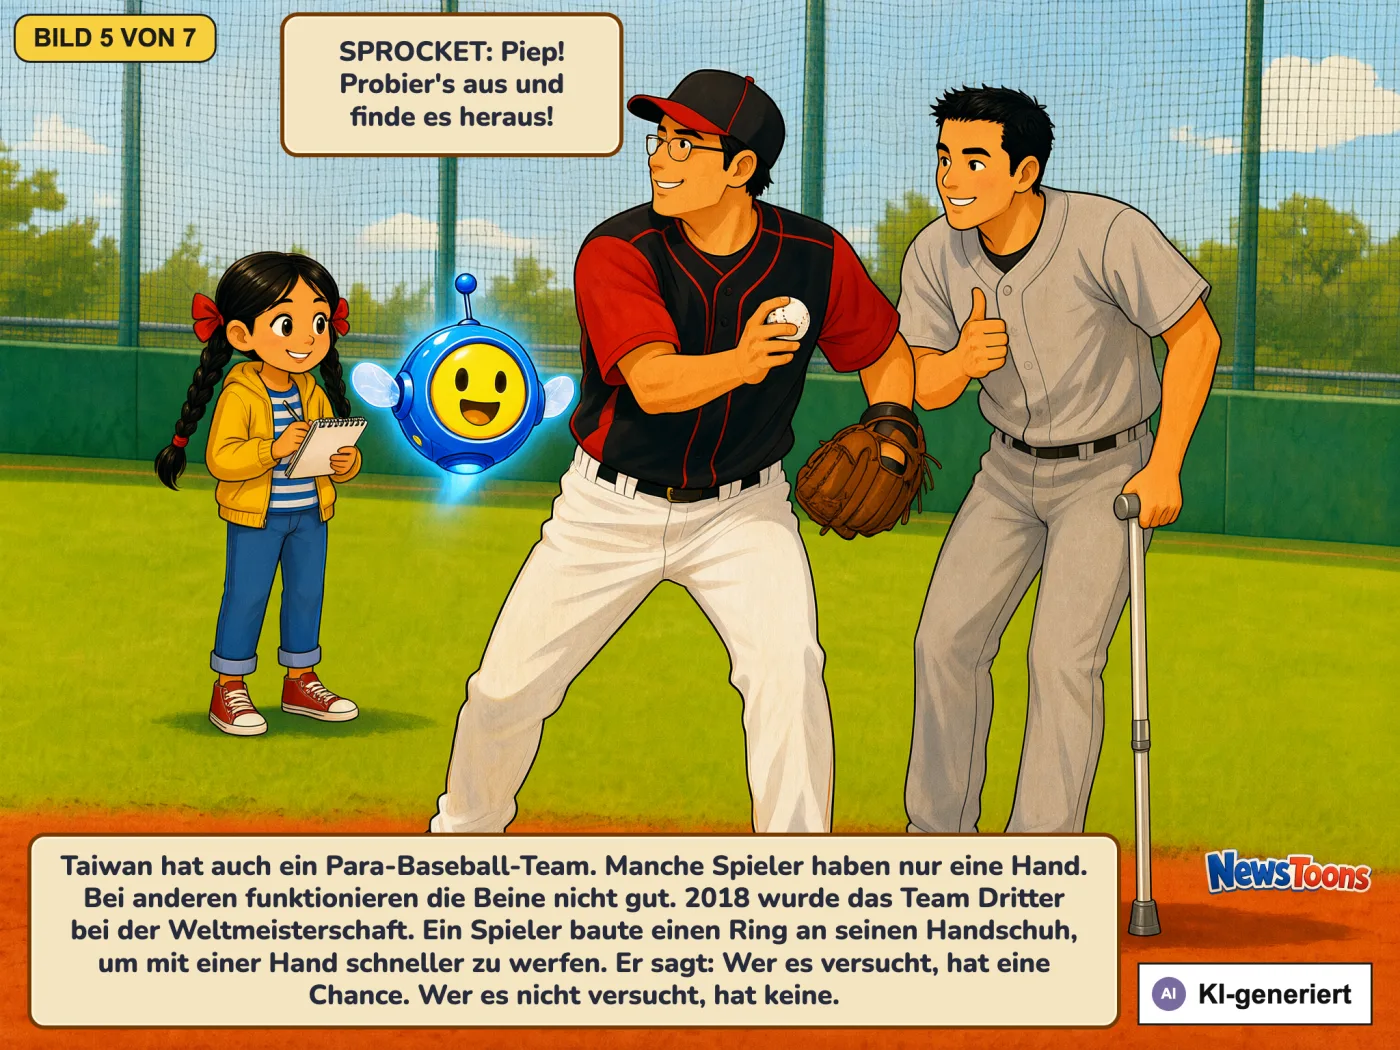 BILD 5 VON 7
SPROCKET: Piep!
Probier's aus und
finde es heraus!
Taiwan hat auch ein Para-Baseball-Team. Manche Spieler haben nur eine Hand.
Bei anderen funktionieren die Beine nicht gut. 2018 wurde das Team Dritter
bei der Weltmeisterschaft. Ein Spieler baute einen Ring an seinen Handschuh,
um mit einer Hand schneller zu werfen. Er sagt: Wer es versucht, hat eine
Chance. Wer es nicht versucht, hat keine.
NewsToons
AI KI-generiert